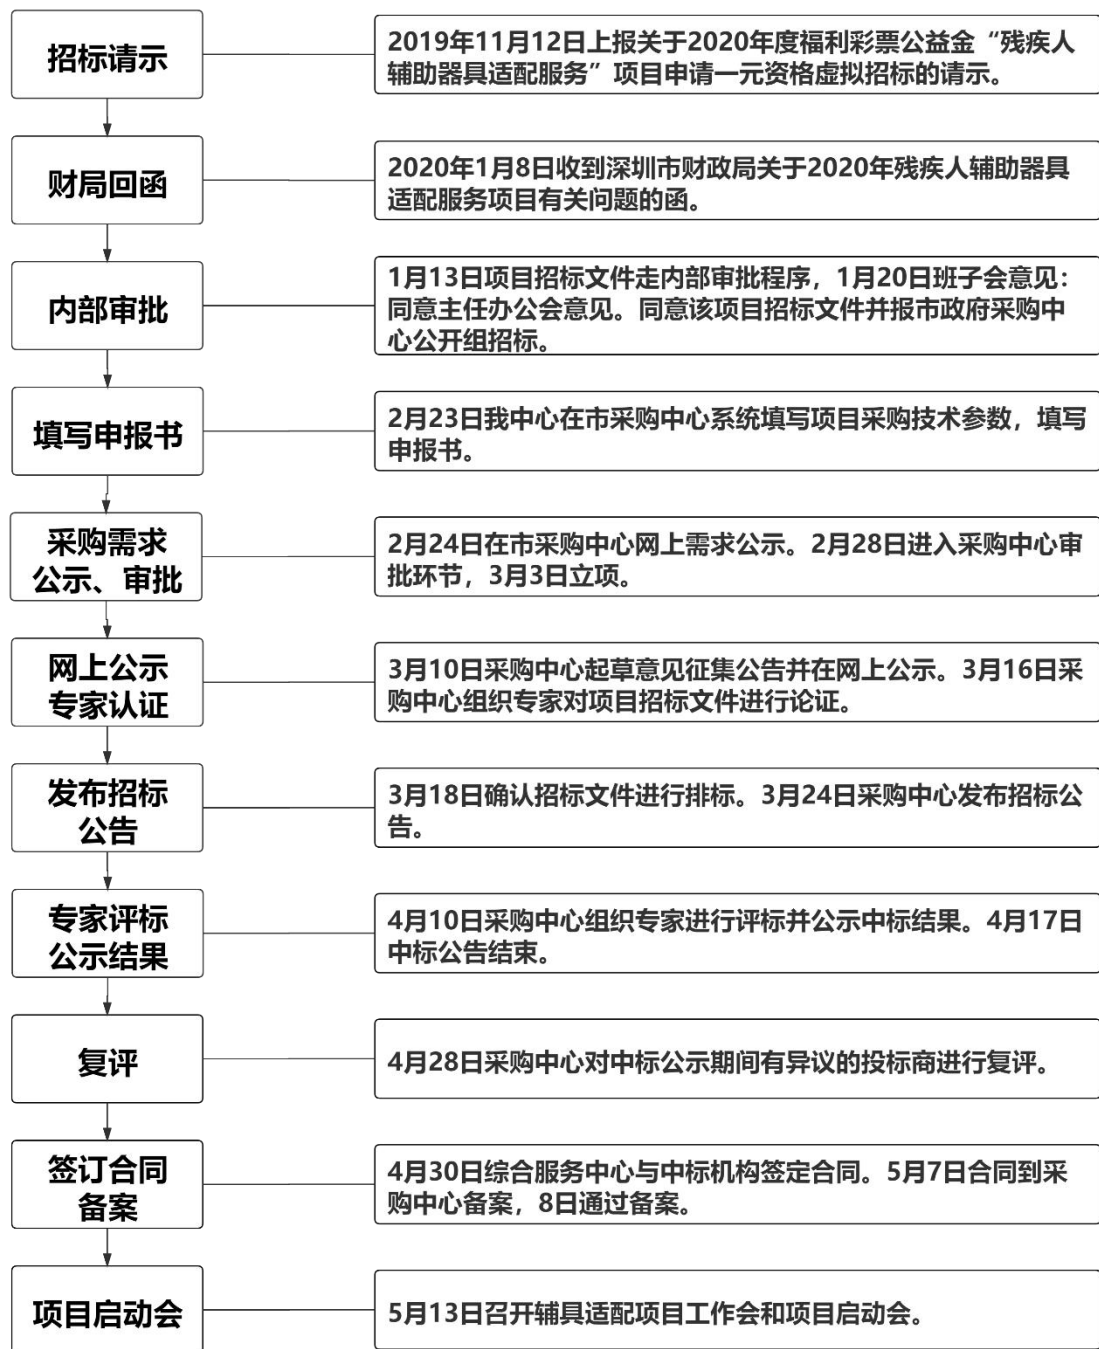 招标请示
2019年11月12日上报关于2020年度福利彩票公益金“残疾人
辅助器具适配服务”项目申请一元资格虚拟招标的请示。
财局回函
2020年1月8日收到深圳市财政局关于2020年残疾人辅助器具
适配服务项目有关问题的函。
内部审批
1月13日项目招标文件走内部审批程序，1月20日班子会意见：
同意主任办公会意见。同意该项目招标文件并报市政府采购中
心公开组招标。
填写申报书
2月23日我中心在市采购中心系统填写项目采购技术参数，填写
申报书。
采购需求
公示、审批
2月24日在市采购中心网上需求公示。2月28日进入采购中心审
批环节，3月3日立项。
网上公示
专家认证
3月10日采购中心起草意见征集公告并在网上公示。3月16日采
购中心组织专家对项目招标文件进行论证。
发布招标
公告
3月18日确认招标文件进行排标。3月24日采购中心发布招标公
告。
专家评标
公示结果
4月10日采购中心组织专家进行评标并公示中标结果。4月17日
中标公告结束。
复评
4月28日采购中心对中标公示期间有异议的投标商进行复评。
签订合同
备案
4月30日综合服务中心与中标机构签定合同。5月7日合同到采
购中心备案，8日通过备案。
项目启动会
5月13日召开辅具适配项目工作会和项目启动会。